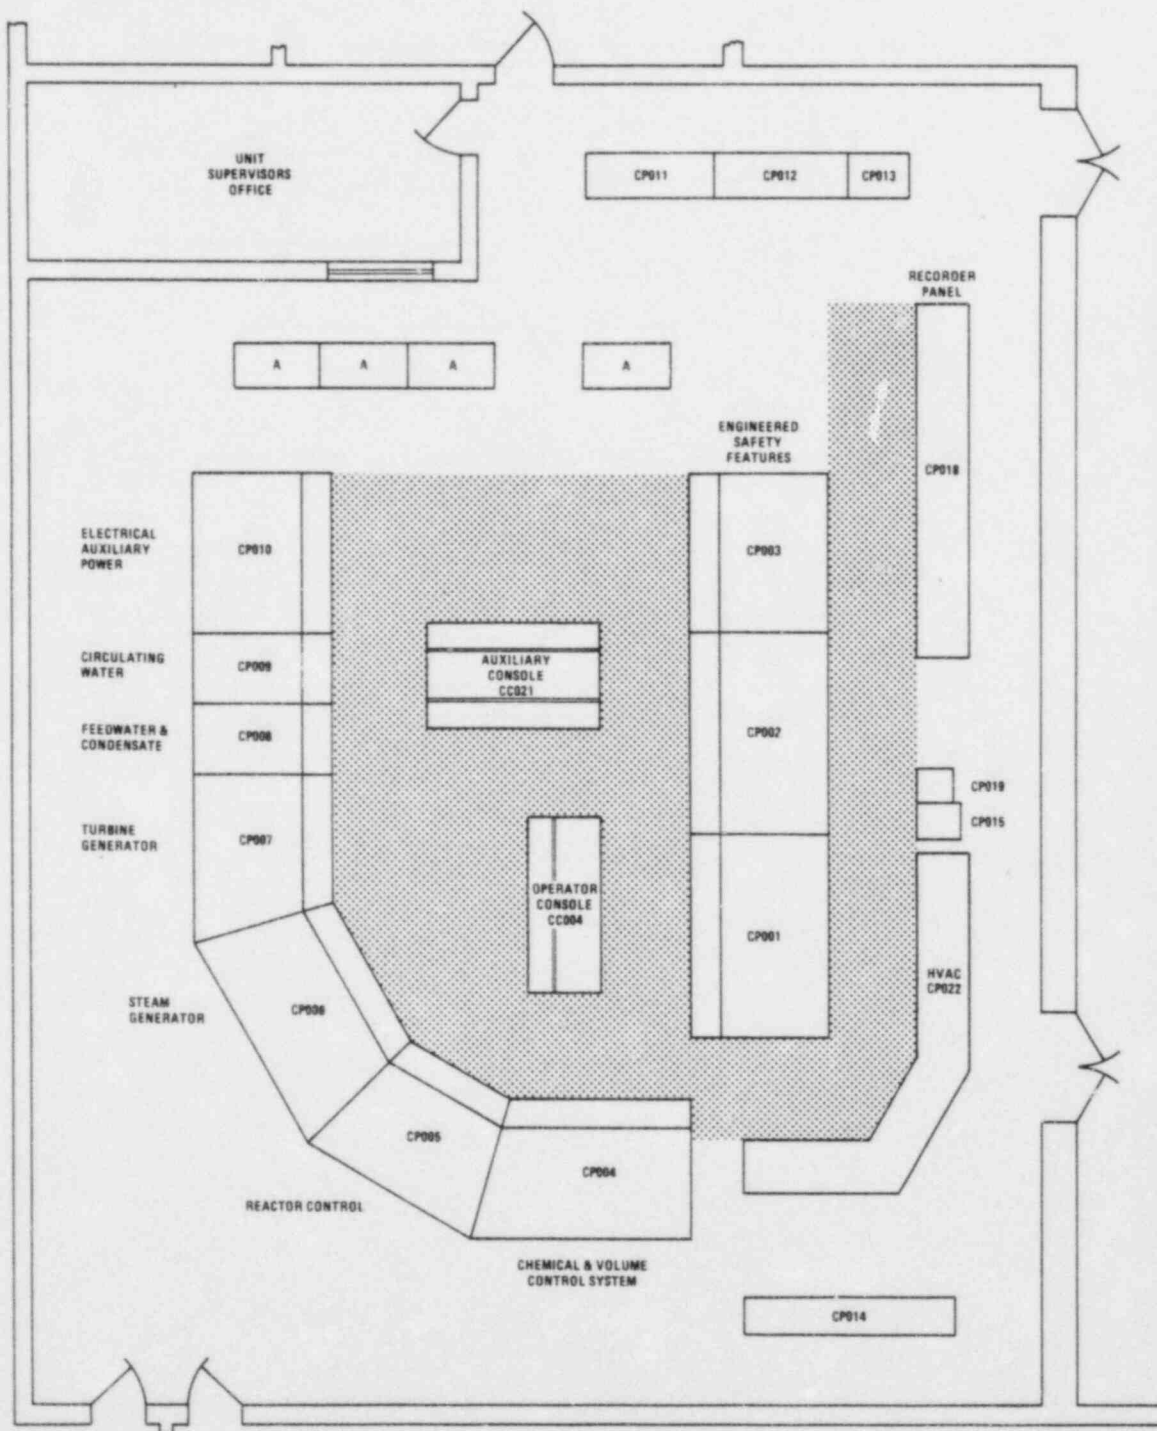 UNIT
SUPERVISORS
OFFICE
CP011
CP012
CP013
RECORDER
PANEL
A
A
A
A
ENGINEERED
SAFETY
FEATURES
CP018
ELECTRICAL
AUXILIARY
POWER
CP010
CP003
CIRCULATING
WATER
CP009
AUXILIARY
CONSOLE
CC021
FEEDWATER &
CONDENSATE
CP008
CP002
CP019
CP015
TURBINE
GENERATOR
CP007
OPERATOR
CONSOLE
CC004
CP001
HVAC
CP022
STEAM
GENERATOR
CP006
CP005
CP004
REACTOR CONTROL
CHEMICAL & VOLUME
CONTROL SYSTEM
CP014